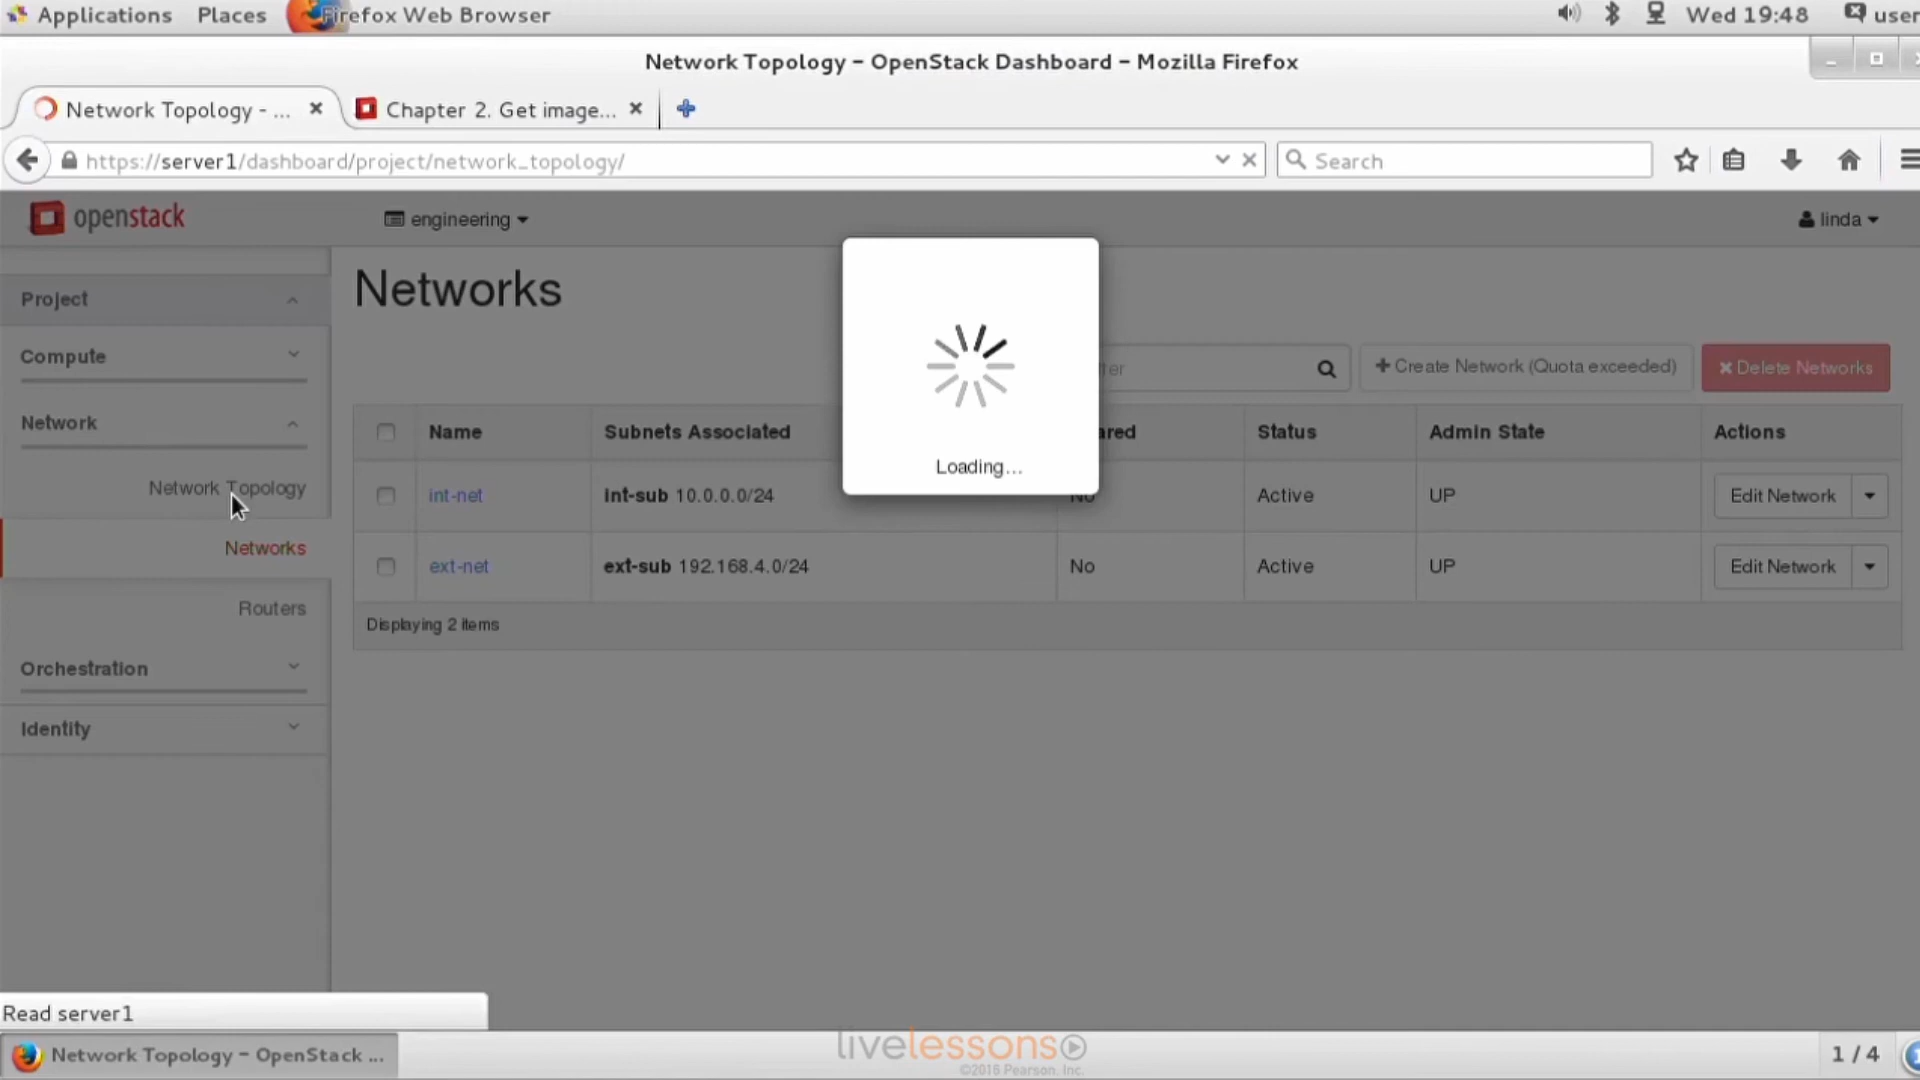 Applications Places Firefox Web Browser Wed 19:48 user
Network Topology - OpenStack Dashboard - Mozilla Firefox
Network Topology - ... Chapter 2. Get image...
https://server1/dashboard/project/network_topology/ Search
openstack engineering linda
Project
Compute
Network
Network Topology
Networks
Routers
Orchestration
Identity
Networks
Create Network (Quota exceeded) Delete Networks
Name Subnets Associated Status Admin State Actions
int-net int-sub 10.0.0.0/24 No Active UP Edit Network
ext-net ext-sub 192.168.4.0/24 No Active UP Edit Network
Displaying 2 items
Loading...
Read server1
Network Topology - OpenStack ... 1 / 4
livelessons
©2016 Pearson, Inc.